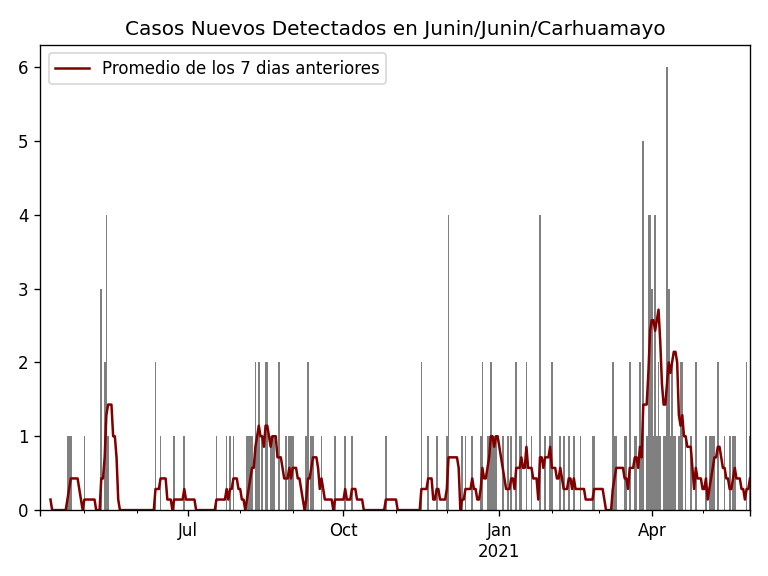 Casos Nuevos Detectados en Junin/Junin/Carhuamayo
Promedio de los 7 dias anteriores
6
5
4
3
2
1
0
Jul
Oct
Jan
2021
Apr